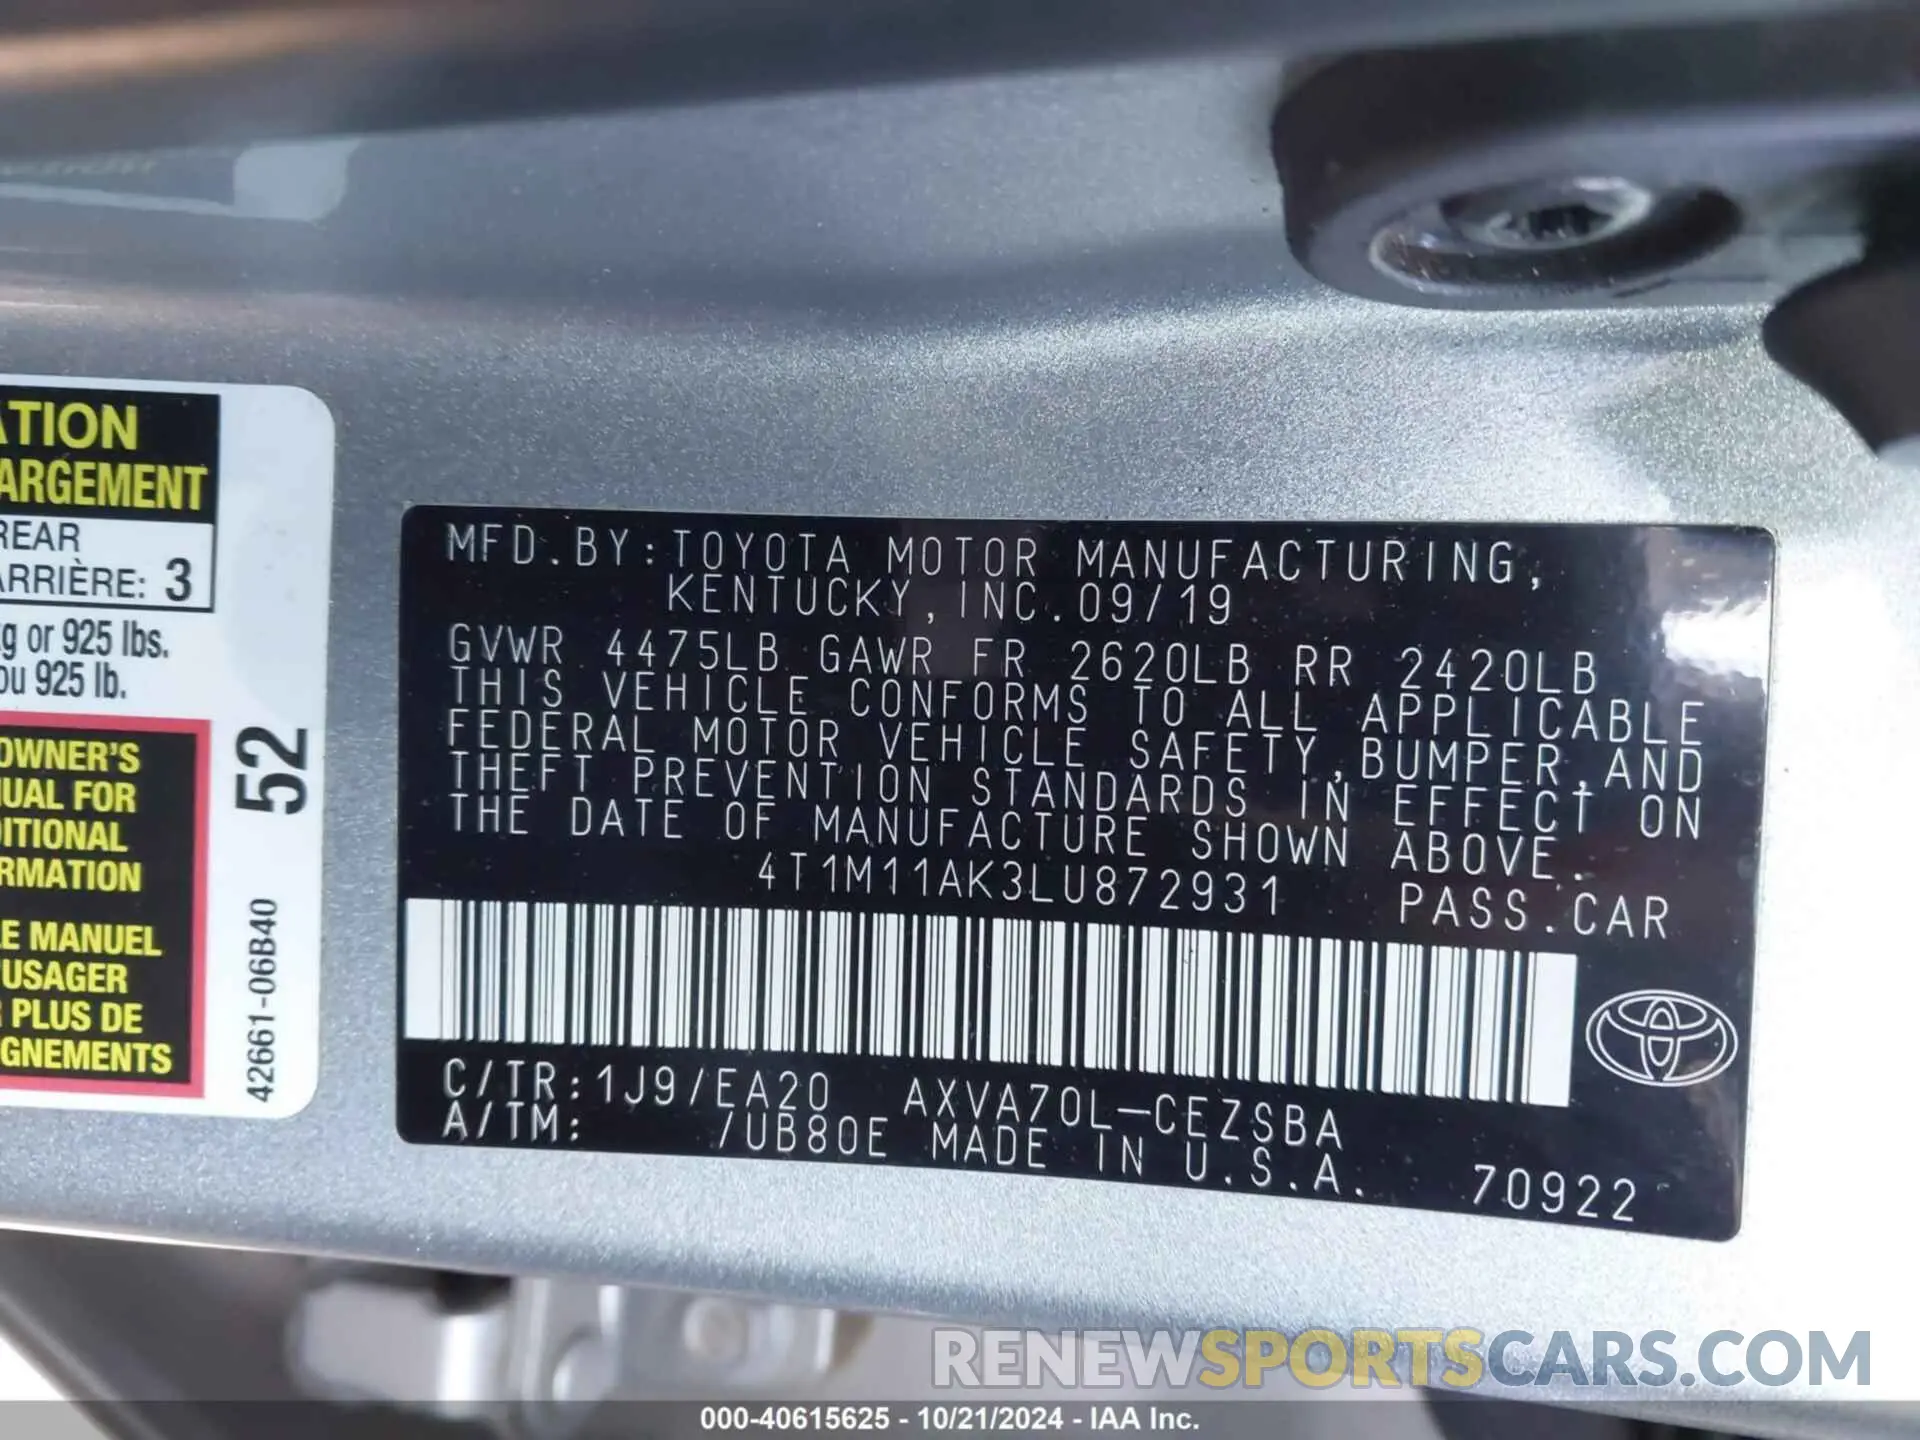 ATION
ARGEMENT
REAR
ARRIÈRE: 3
kg or 925 lbs.
ou 925 lb.
OWNER'S
UAL FOR
DITIONAL
RMATION
LE MANUEL
'USAGER
R PLUS DE
GNEMENTS
52
42661-06B40
MFD.BY:TOYOTA MOTOR MANUFACTURING,
KENTUCKY,INC.09/19
GVWR 4475LB GAWR FR 2620LB RR 2420LB
THIS VEHICLE CONFORMS TO ALL APPLICABLE
FEDERAL MOTOR VEHICLE SAFETY,BUMPER,AND
THEFT PREVENTION STANDARDS IN EFFECT ON
THE DATE OF MANUFACTURE SHOWN ABOVE.
4T1M11AK3LU872931 PASS.CAR
C/TR:1J9/EA20 AXVA70L-CEZSBA
A/TM: /UB80E MADE IN U.S.A. 70922
RENEWSPORTSCARS.COM
000-40615625 - 10/21/2024 - IAA Inc.